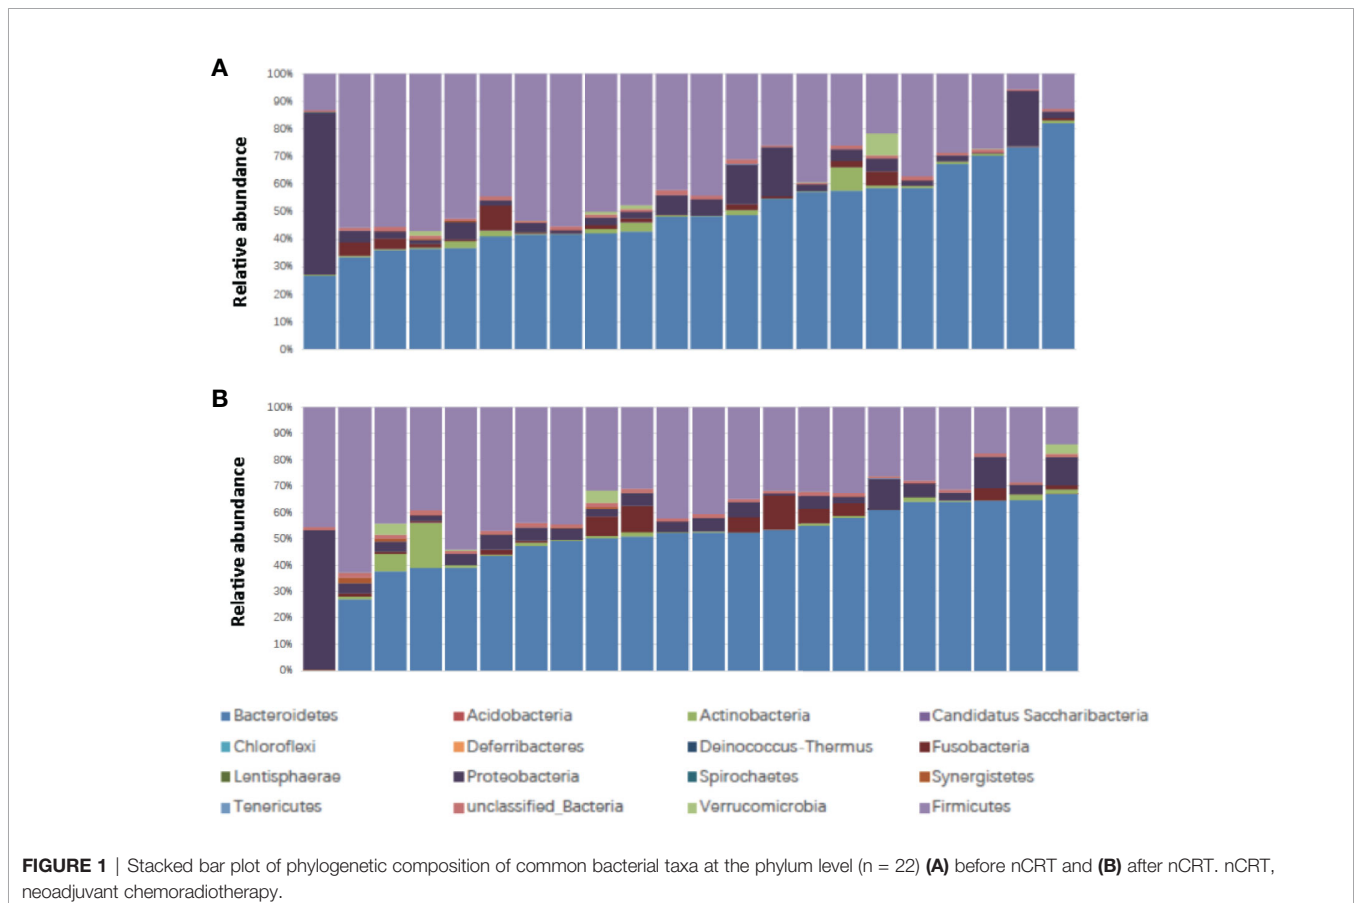 A
100%
90%
80%
70%
60%
50%
40%
30%
20%
10%
0%
Relative abundance
B
100%
90%
80%
70%
60%
50%
40%
30%
20%
10%
0%
Relative abundance
Bacteroidetes Acidobacteria Actinobacteria Candidatus Saccharibacteria
Chloroflexi Deferribacteres Deinococcus-Thermus Fusobacteria
Lentisphaerae Proteobacteria Spirochaetes Synergistetes
Tenericutes unclassified_Bacteria Verrucomicrobia Firmicutes
FIGURE 1 | Stacked bar plot of phylogenetic composition of common bacterial taxa at the phylum level (n = 22) (A) before nCRT and (B) after nCRT. nCRT,
neoadjuvant chemoradiotherapy.